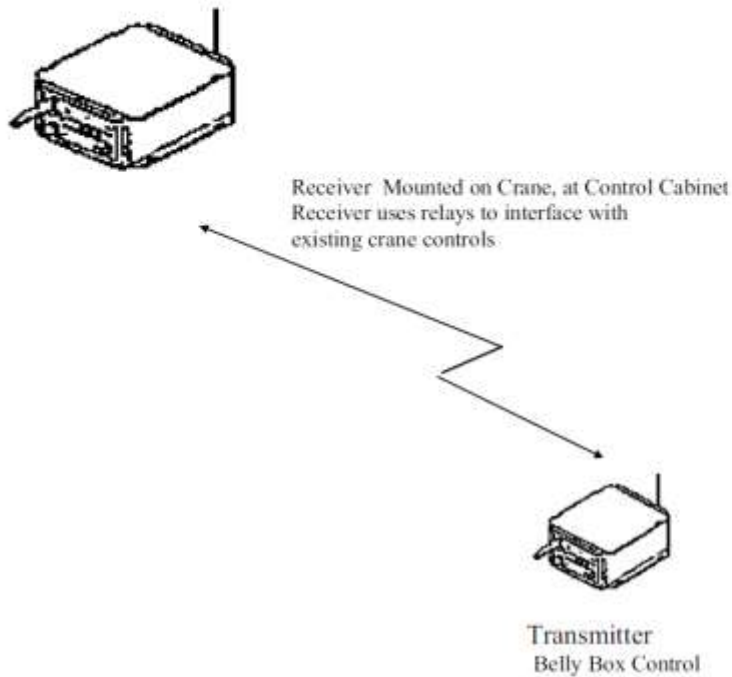 Receiver Mounted on Crane, at Control Cabinet
Receiver uses relays to interface with
existing crane controls
Transmitter
Belly Box Control